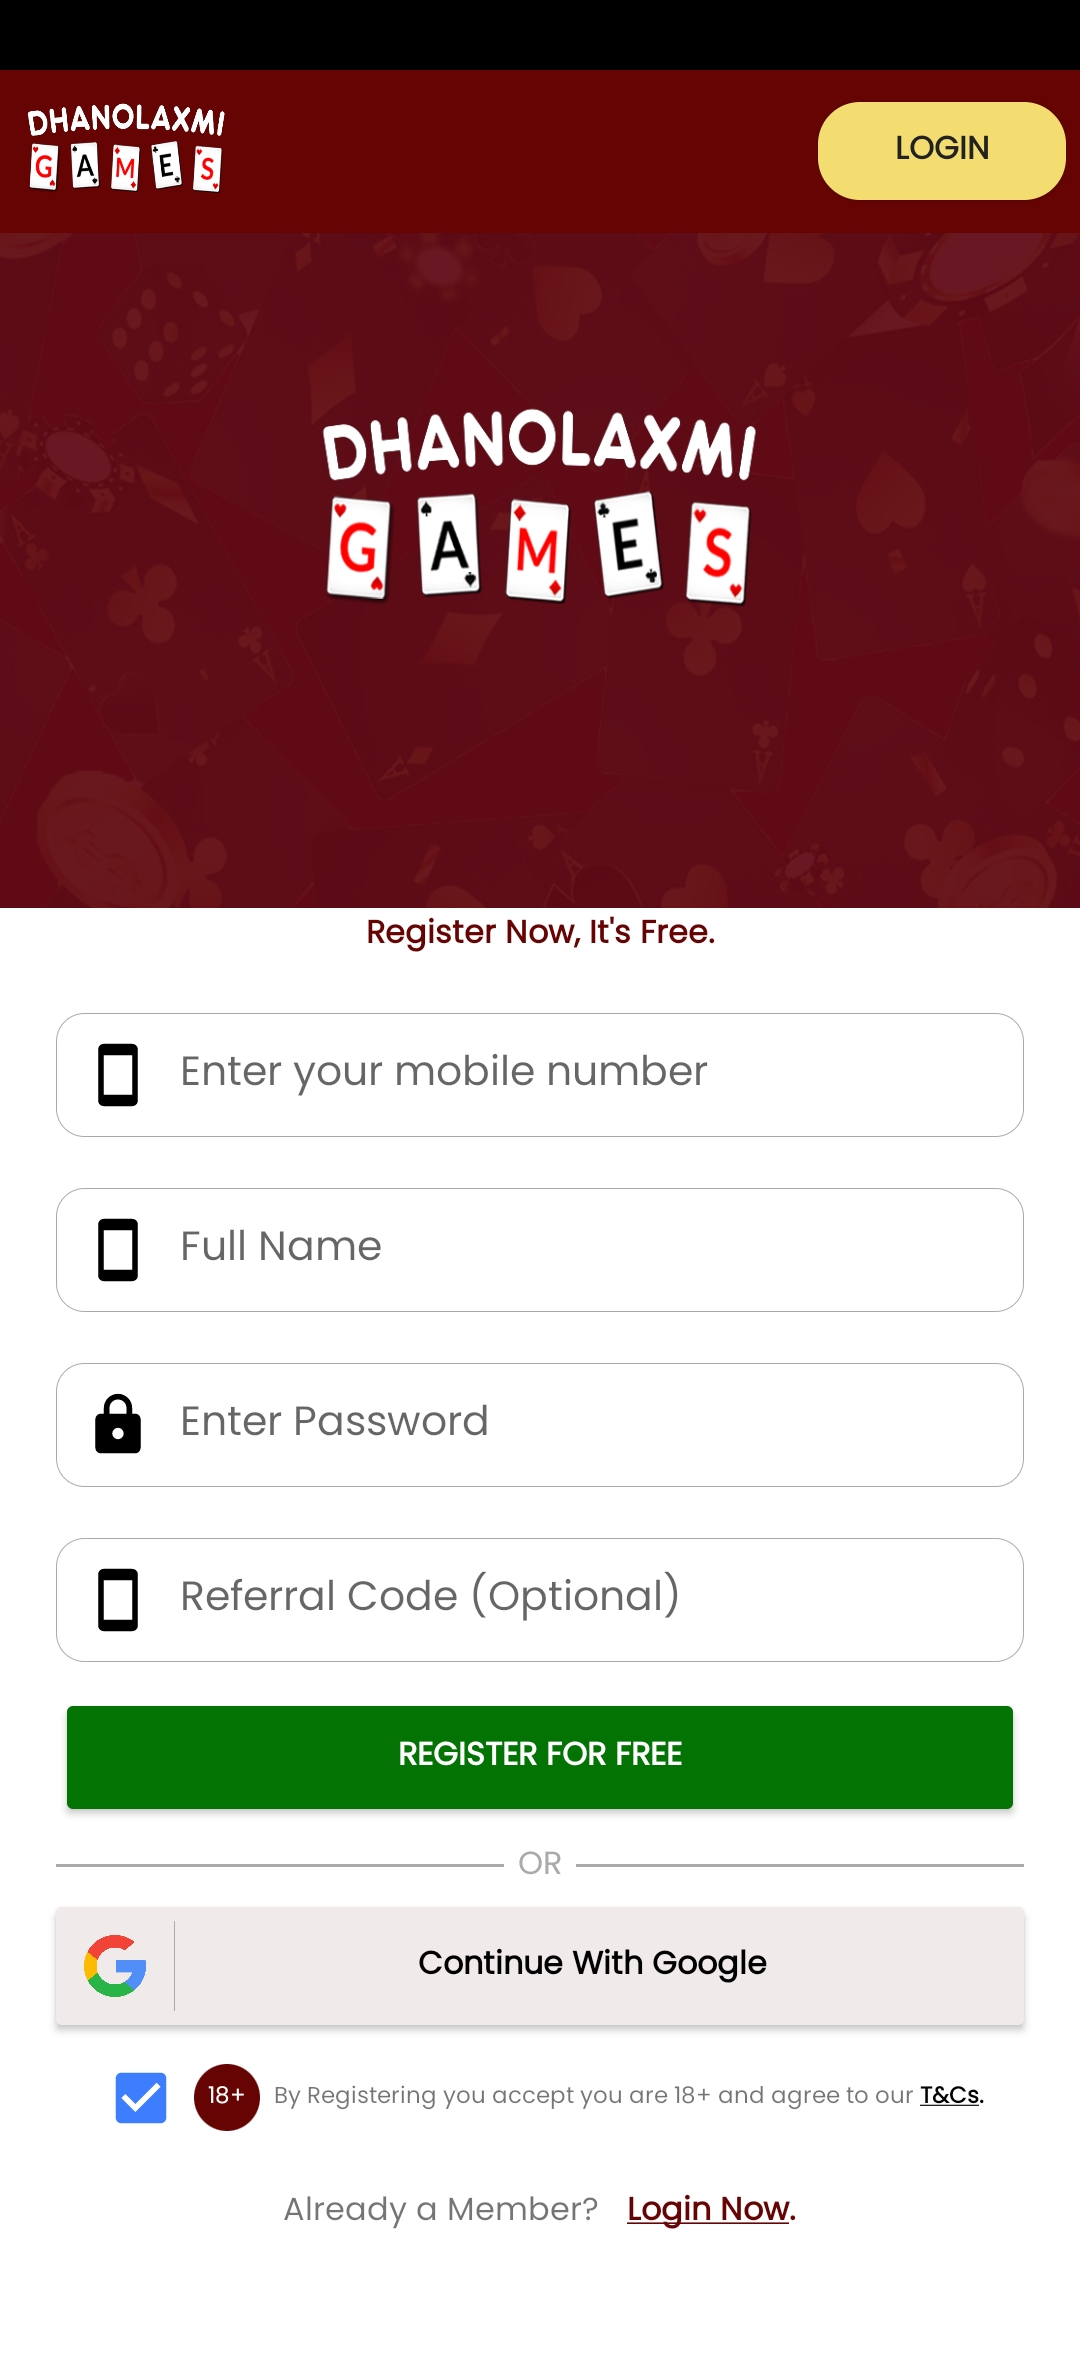 DHANOLAXMI
GAMES
LOGIN
DHANOLAXMI
GAMES
Register Now, It's Free.
Enter your mobile number
Full Name
Enter Password
Referral Code (Optional)
REGISTER FOR FREE
OR
Continue With Google
18+ By Registering you accept you are 18+ and agree to our T&Cs.
Already a Member? Login Now.